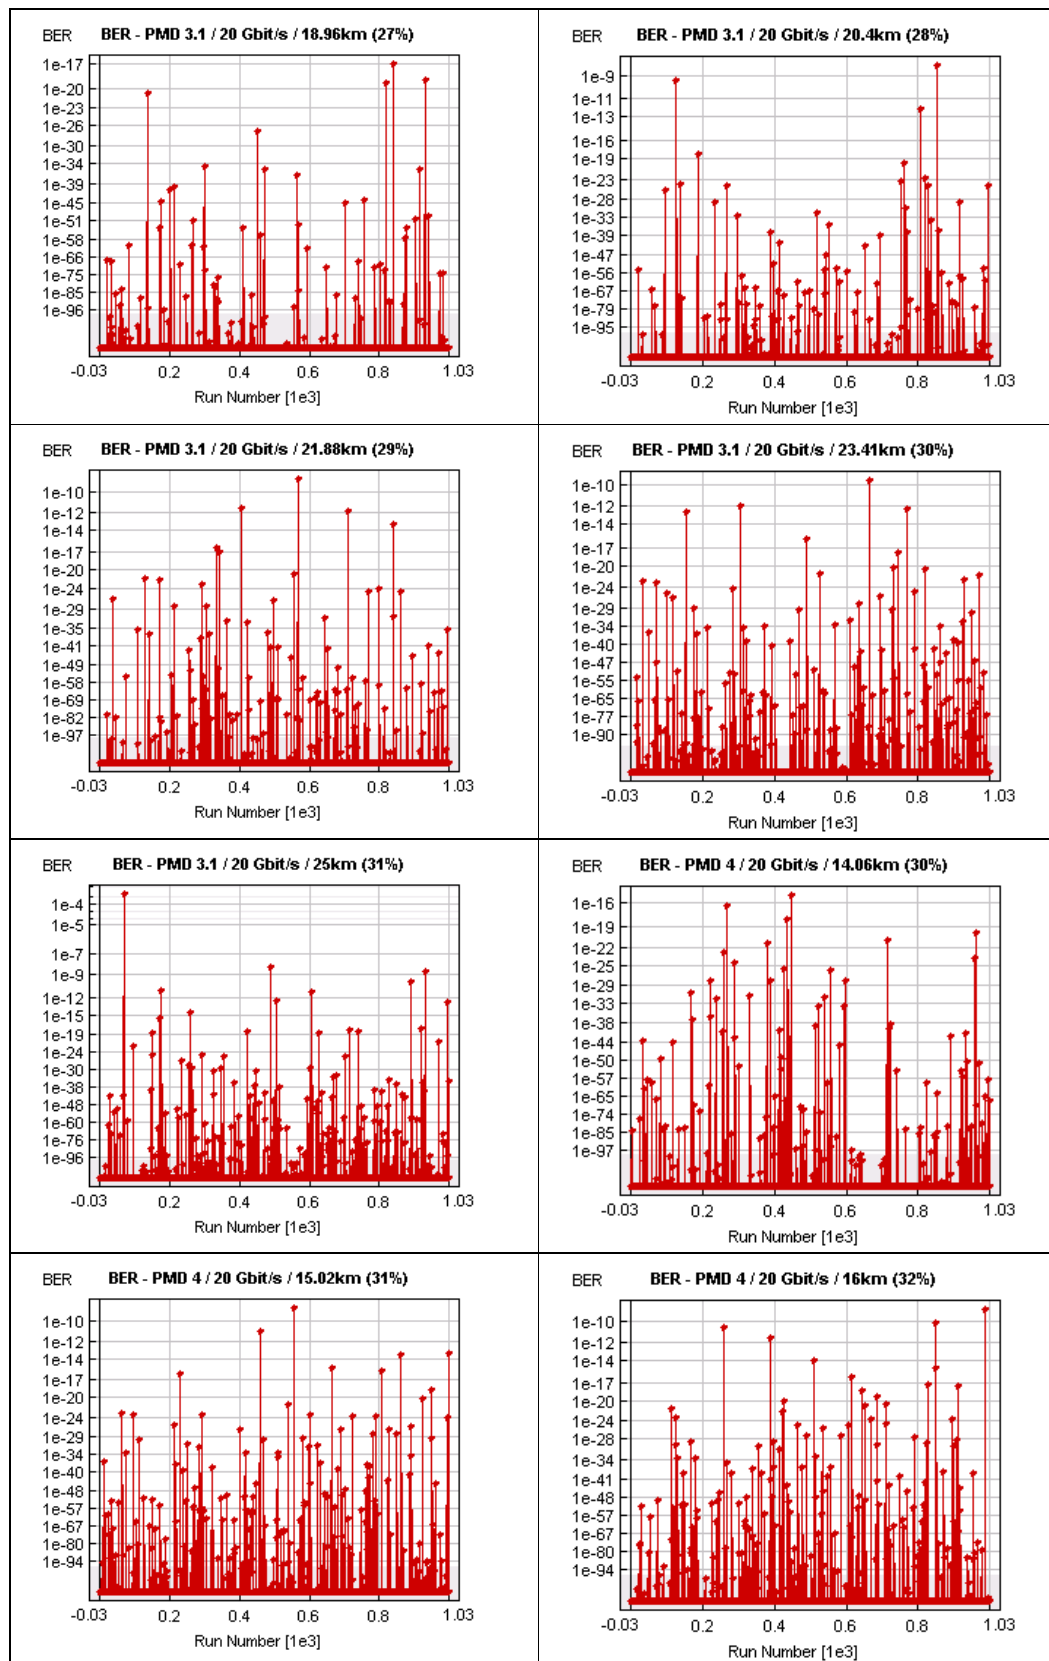 BER BER - PMD 3.1 / 20 Gbit/s / 18.96km (27%)
1e-17
1e-20
1e-23
1e-26
1e-30
1e-34
1e-39
1e-45
1e-51
1e-58
1e-66
1e-75
1e-85
1e-96
-0.03 0.2 0.4 0.6 0.8 1.03
Run Number [1e3]
BER BER - PMD 3.1 / 20 Gbit/s / 20.4km (28%)
1e-9
1e-11
1e-13
1e-16
1e-19
1e-23
1e-28
1e-33
1e-39
1e-47
1e-56
1e-67
1e-79
1e-95
-0.03 0.2 0.4 0.6 0.8 1.03
Run Number [1e3]
BER BER - PMD 3.1 / 20 Gbit/s / 21.88km (29%)
1e-10
1e-12
1e-14
1e-17
1e-20
1e-24
1e-29
1e-35
1e-41
1e-49
1e-58
1e-69
1e-82
1e-97
-0.03 0.2 0.4 0.6 0.8 1.03
Run Number [1e3]
BER BER - PMD 3.1 / 20 Gbit/s / 23.41km (30%)
1e-10
1e-12
1e-14
1e-17
1e-20
1e-24
1e-29
1e-34
1e-40
1e-47
1e-55
1e-65
1e-77
1e-90
-0.03 0.2 0.4 0.6 0.8 1.03
Run Number [1e3]
BER BER - PMD 3.1 / 20 Gbit/s / 25km (31%)
1e-4
1e-5
1e-7
1e-9
1e-12
1e-15
1e-19
1e-24
1e-30
1e-38
1e-48
1e-60
1e-76
1e-96
-0.03 0.2 0.4 0.6 0.8 1.03
Run Number [1e3]
BER BER - PMD 4 / 20 Gbit/s / 14.06km (30%)
1e-16
1e-19
1e-22
1e-25
1e-29
1e-33
1e-38
1e-44
1e-50
1e-57
1e-65
1e-74
1e-85
1e-97
-0.03 0.2 0.4 0.6 0.8 1.03
Run Number [1e3]
BER BER - PMD 4 / 20 Gbit/s / 15.02km (31%)
1e-10
1e-12
1e-14
1e-17
1e-20
1e-24
1e-29
1e-34
1e-40
1e-48
1e-57
1e-67
1e-80
1e-94
-0.03 0.2 0.4 0.6 0.8 1.03
Run Number [1e3]
BER BER - PMD 4 / 20 Gbit/s / 16km (32%)
1e-10
1e-12
1e-14
1e-17
1e-20
1e-24
1e-28
1e-34
1e-41
1e-48
1e-57
1e-67
1e-80
1e-94
-0.03 0.2 0.4 0.6 0.8 1.03
Run Number [1e3]